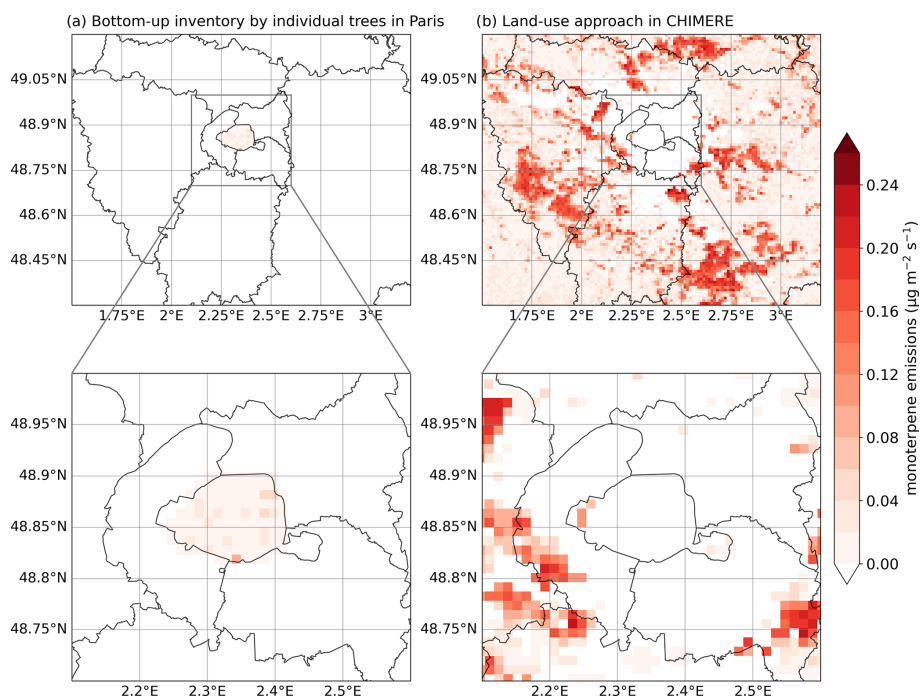 (a) Bottom-up inventory by individual trees in Paris
(b) Land-use approach in CHIMERE
49.05°N
48.9°N
48.75°N
48.6°N
48.45°N
1.75°E 2°E 2.25°E 2.5°E 2.75°E 3°E
49.05°N
48.9°N
48.75°N
48.6°N
48.45°N
1.75°E 2°E 2.25°E 2.5°E 2.75°E 3°E
48.95°N
48.9°N
48.85°N
48.8°N
48.75°N
2.2°E 2.3°E 2.4°E 2.5°E
48.95°N
48.9°N
48.85°N
48.8°N
48.75°N
2.2°E 2.3°E 2.4°E 2.5°E
0.24
0.20
0.16
0.12
0.08
0.04
0.00
monoterpene emissions (µg m⁻² s⁻¹)